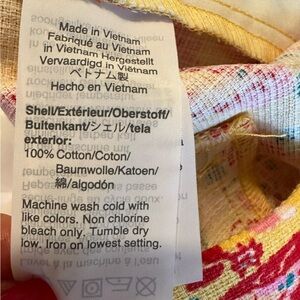 Made in Vietnam
Fabriqué au Vietnam
in Vietnam Hergestellt
Vervaardigd in Vietnam
ベトナム製
Hecho en Vietnam
Shell/Extérieur/Oberstoff/
Buitenkant/シェル/tela
exterior:
100% Cotton/Coton/
Baumwolle/Katoen/
綿/algodón
Machine wash cold with
like colors. Non chlorine
bleach only. Tumble dry
low. Iron on lowest setting.